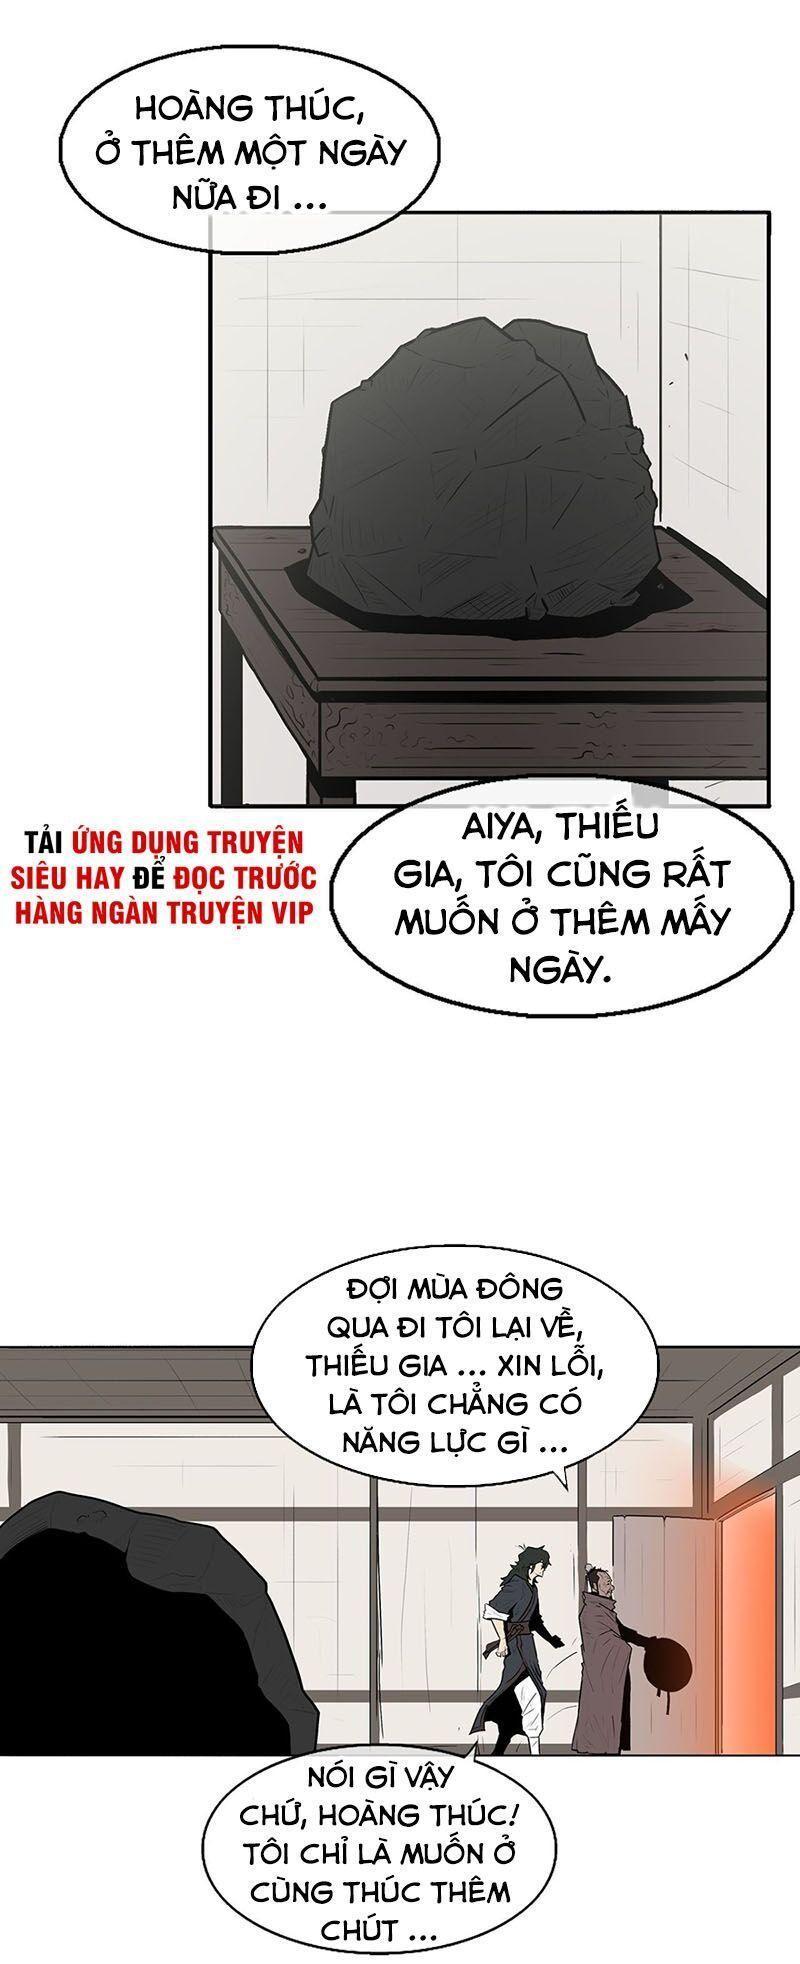 HOÀNG THÚC,
Ở THÊM MỘT NGÀY
NỮA ĐI ...
AIYA, THIẾU
GIA, TÔI CŨNG RẤT
MUỐN Ở THÊM MẤY
NGÀY.
TẢI ỨNG DỤNG TRUYỆN
SIÊU HAY ĐỂ ĐỌC TRƯỚC
HÀNG NGÀN TRUYỆN VIP
ĐỢI MÙA ĐÔNG
QUA ĐI TÔI LẠI VỀ,
THIẾU GIA ... XIN LỖI,
LÀ TÔI CHẲNG CÓ
NĂNG LỰC GÌ ...
NÓI GÌ VẬY
CHỨ, HOÀNG THÚC!
TÔI CHỈ LÀ MUỐN Ở
CÙNG THÚC THÊM
CHÚT ...